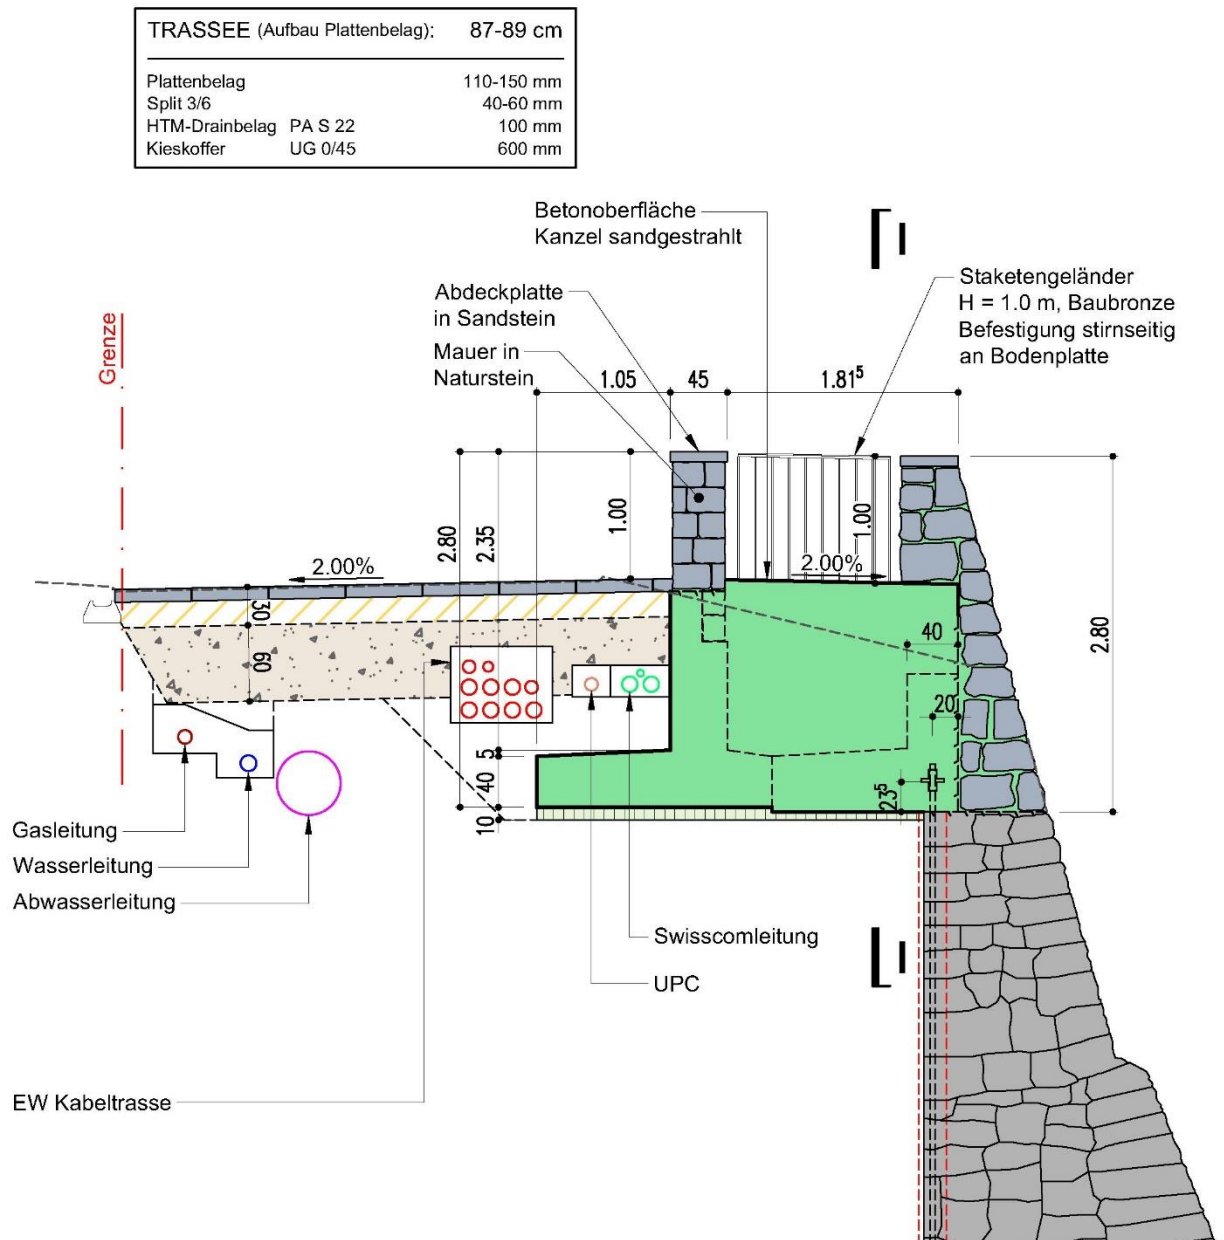 TRASSEE (Aufbau Plattenbelag): 87-89 cm
Plattenbelag 110-150 mm
Split 3/6 40-60 mm
HTM-Drainbelag PA S 22 100 mm
Kieskoffer UG 0/45 600 mm
Betonoberfläche
Kanzel sandgestrahlt
I
Staketengeländer
H = 1.0 m, Baubronze
Befestigung stirnseitig
an Bodenplatte
Abdeckplatte
in Sandstein
Mauer in
Naturstein
Grenze
1.05 45 1.81⁵
2.80
2.35
1.00
1.00
2.80
2.00%
2.00%
30
60
40
20
5
40
10
23⁵
Gasleitung
Wasserleitung
Abwasserleitung
Swisscomleitung
UPC
I
EW Kabeltrasse